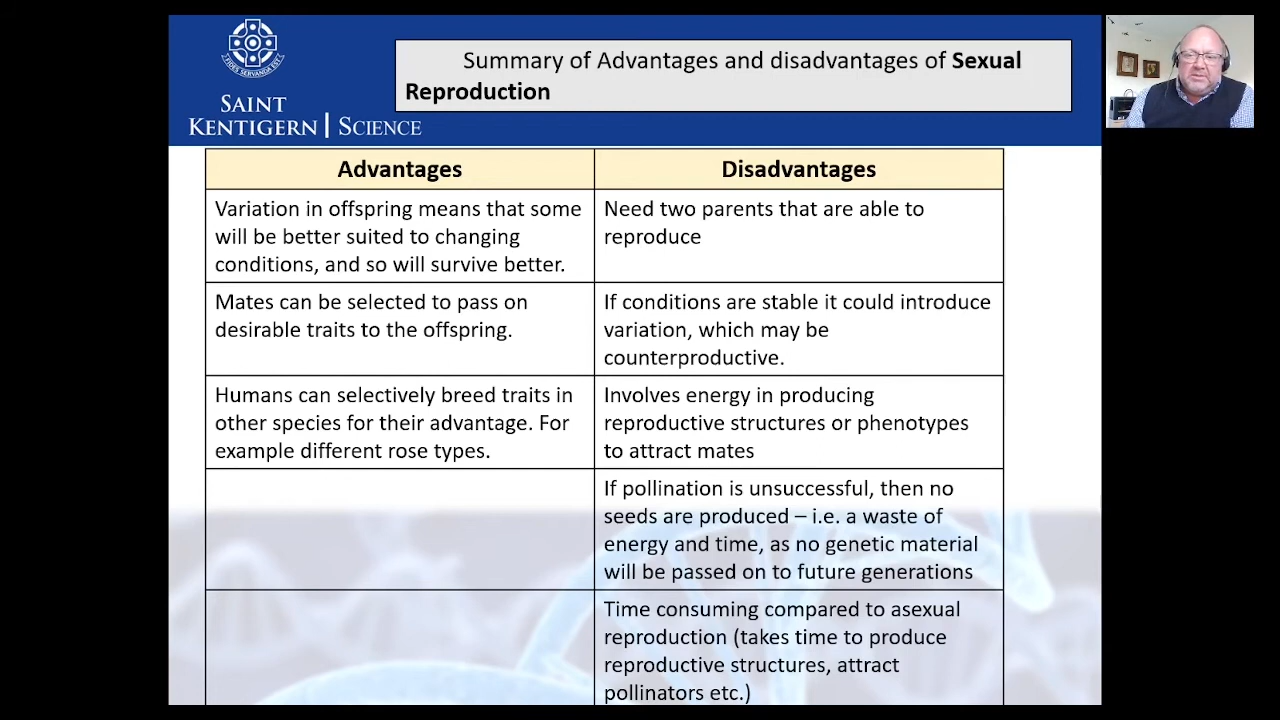 FIDES SERVANDA EST
SAINT
KENTIGERN | SCIENCE
Summary of Advantages and disadvantages of Sexual
Reproduction
Advantages
Disadvantages
Variation in offspring means that some
will be better suited to changing
conditions, and so will survive better.
Need two parents that are able to
reproduce
Mates can be selected to pass on
desirable traits to the offspring.
If conditions are stable it could introduce
variation, which may be
counterproductive.
Humans can selectively breed traits in
other species for their advantage. For
example different rose types.
Involves energy in producing
reproductive structures or phenotypes
to attract mates
If pollination is unsuccessful, then no
seeds are produced – i.e. a waste of
energy and time, as no genetic material
will be passed on to future generations
Time consuming compared to asexual
reproduction (takes time to produce
reproductive structures, attract
pollinators etc.)